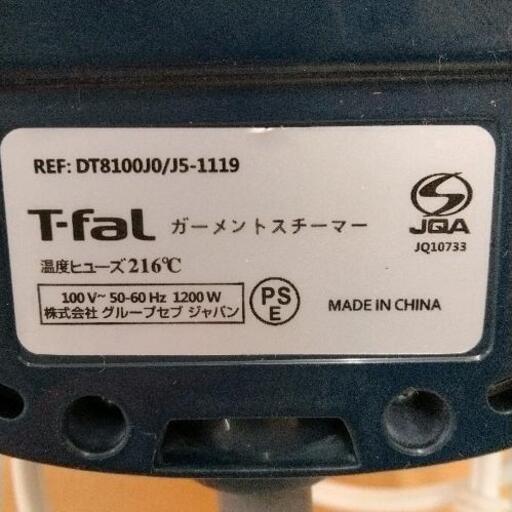 REF: DT8100J0/J5-1119
T-faL ガーメントスチーマー
JQA
JQ10733
温度ヒューズ216℃
100 V~ 50-60 Hz 1200 W
株式会社 グループセブ ジャパン
PS
E
MADE IN CHINA